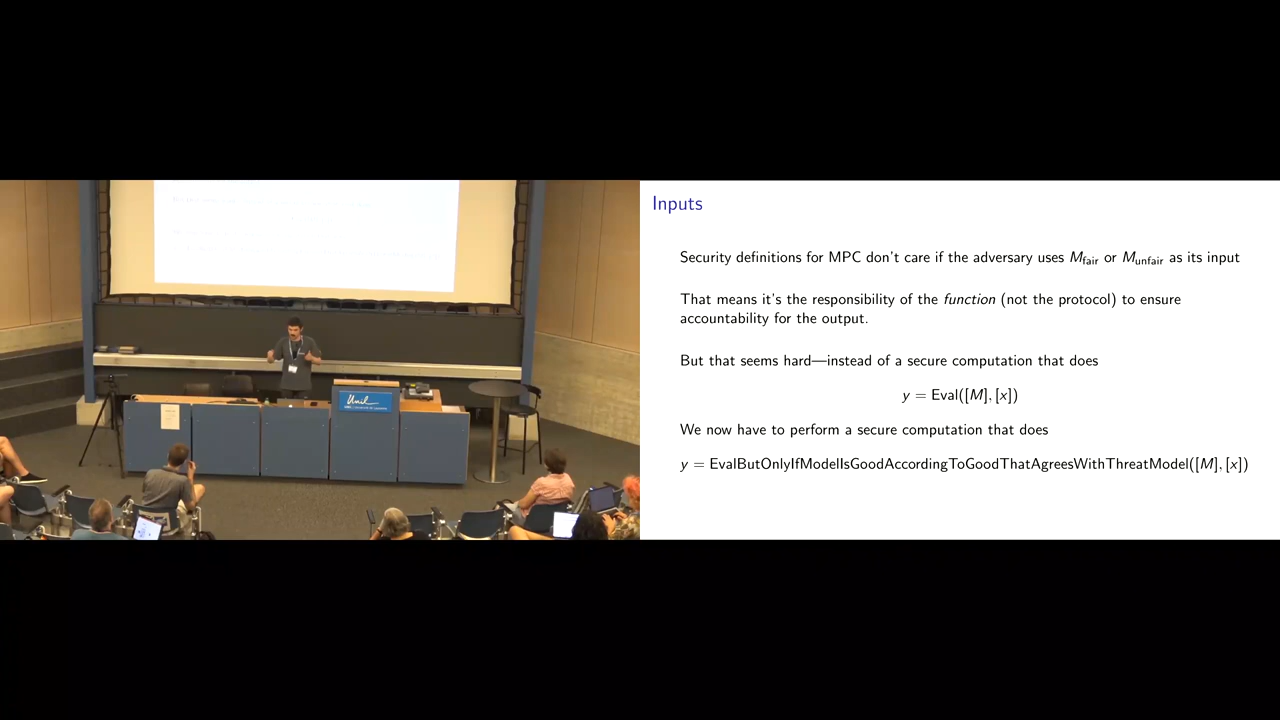 Unil
Inputs
Security definitions for MPC don't care if the adversary uses M_fair or M_unfair as its input
That means it's the responsibility of the function (not the protocol) to ensure
accountability for the output.
But that seems hard—instead of a secure computation that does
y = Eval([M], [x])
We now have to perform a secure computation that does
y = EvalButOnlyIfModelIsGoodAccordingToGoodThatAgreesWithThreatModel([M], [x])